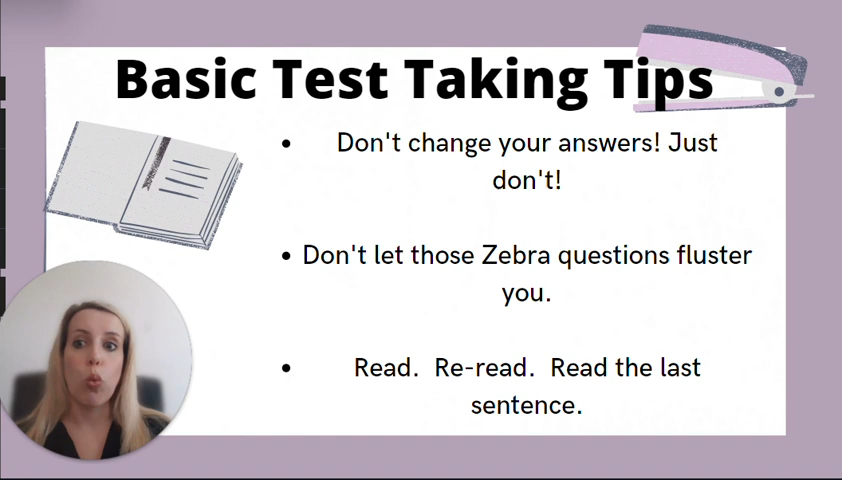 Basic Test Taking Tips
Don't change your answers! Just
don't!
Don't let those Zebra questions fluster
you.
Read. Re-read. Read the last
sentence.